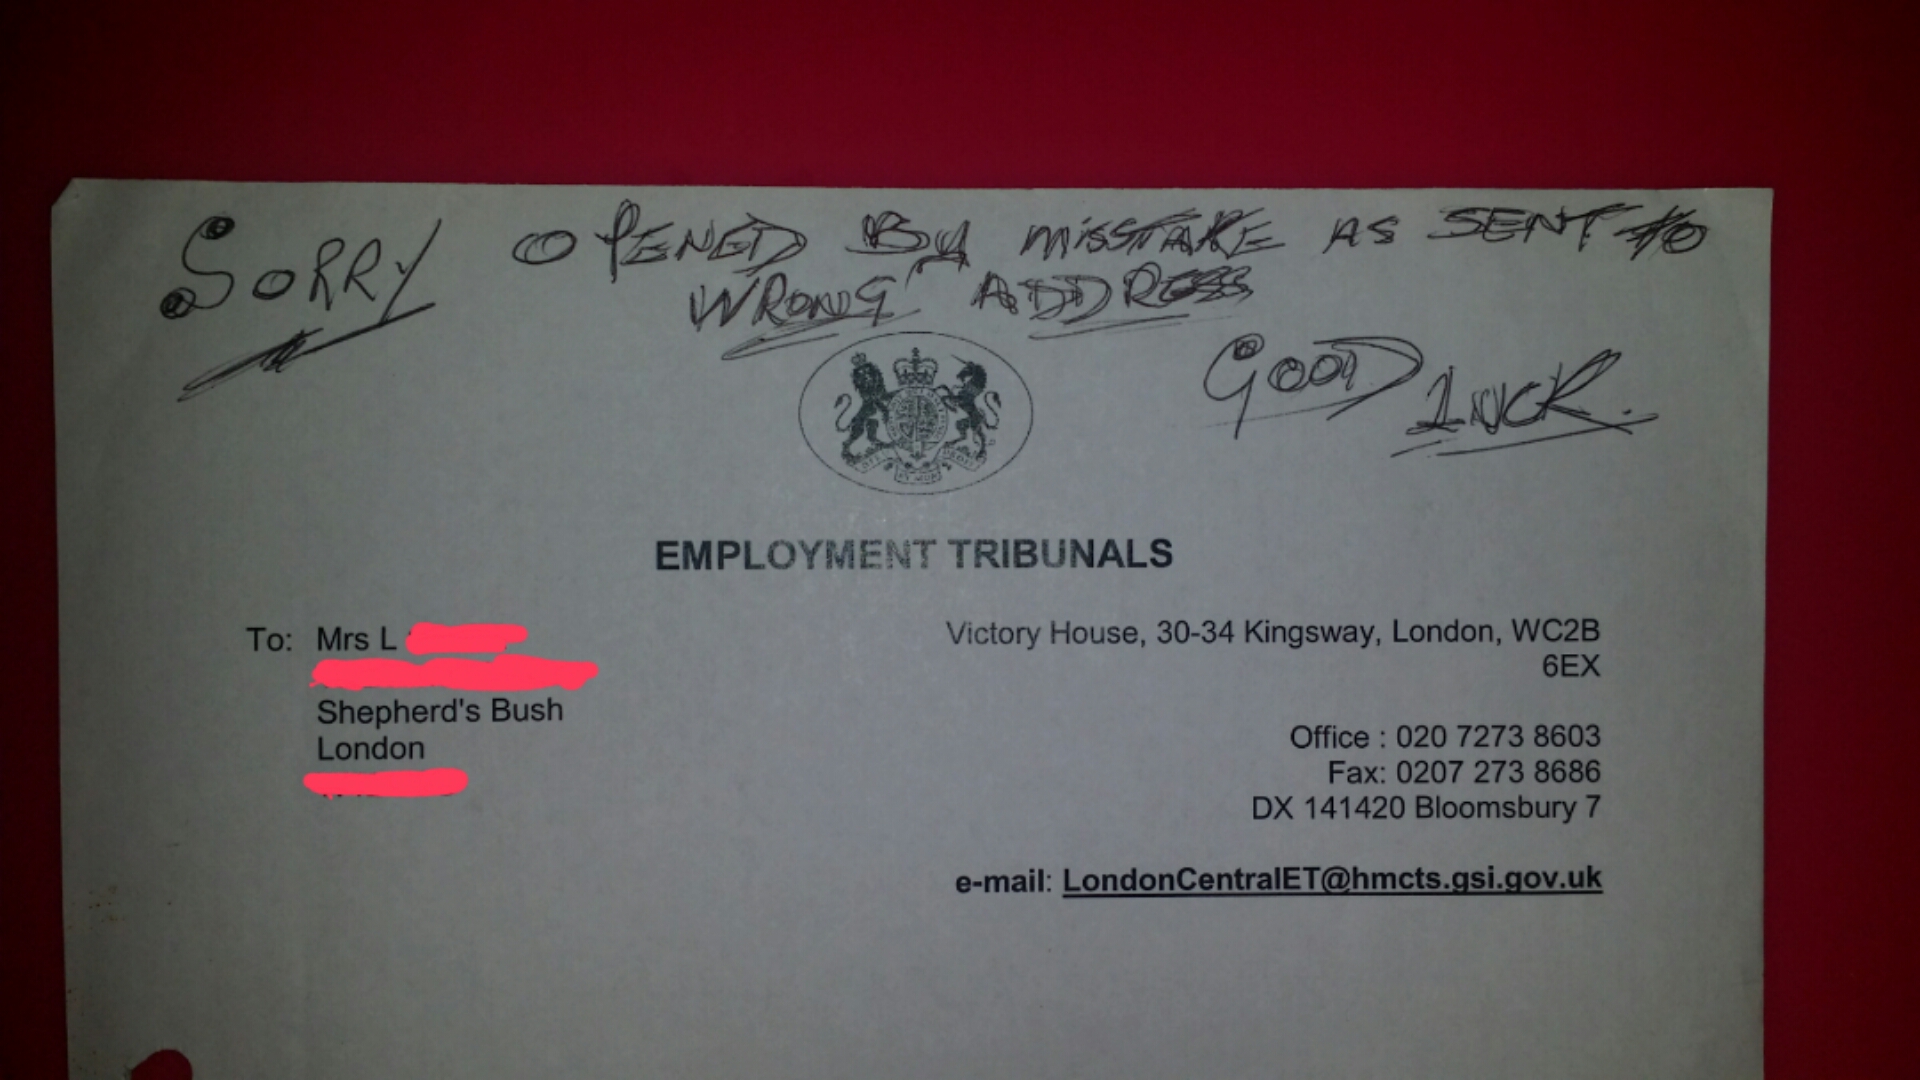 SORRY OPENED BY MISSTAKE AS SENT TO
WRONG ADDRESS
GOOD LUCK.
EMPLOYMENT TRIBUNALS
To: Mrs L
Shepherd's Bush
London
Victory House, 30-34 Kingsway, London, WC2B
6EX
Office : 020 7273 8603
Fax: 0207 273 8686
DX 141420 Bloomsbury 7
e-mail: LondonCentralET@hmcts.gsi.gov.uk